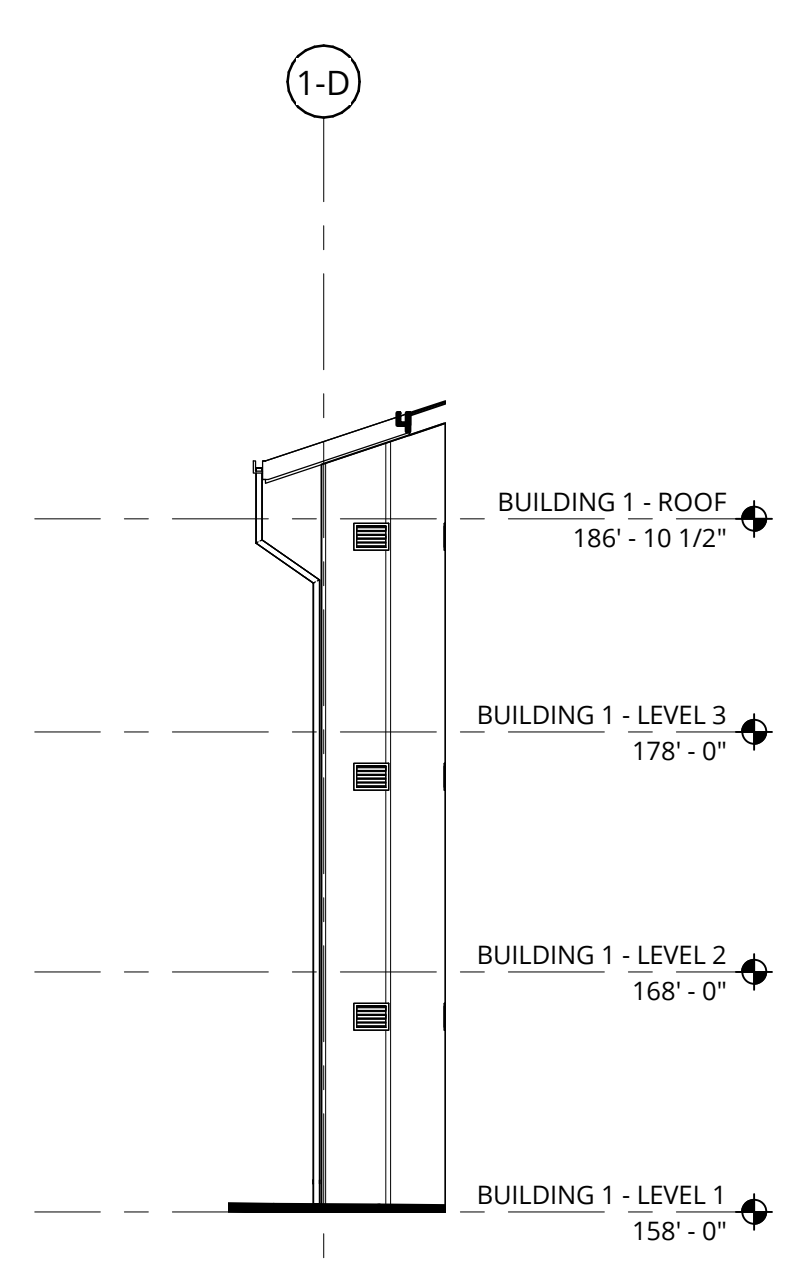 1-D
BUILDING 1 - ROOF
186' - 10 1/2"
BUILDING 1 - LEVEL 3
178' - 0"
BUILDING 1 - LEVEL 2
168' - 0"
BUILDING 1 - LEVEL 1
158' - 0"